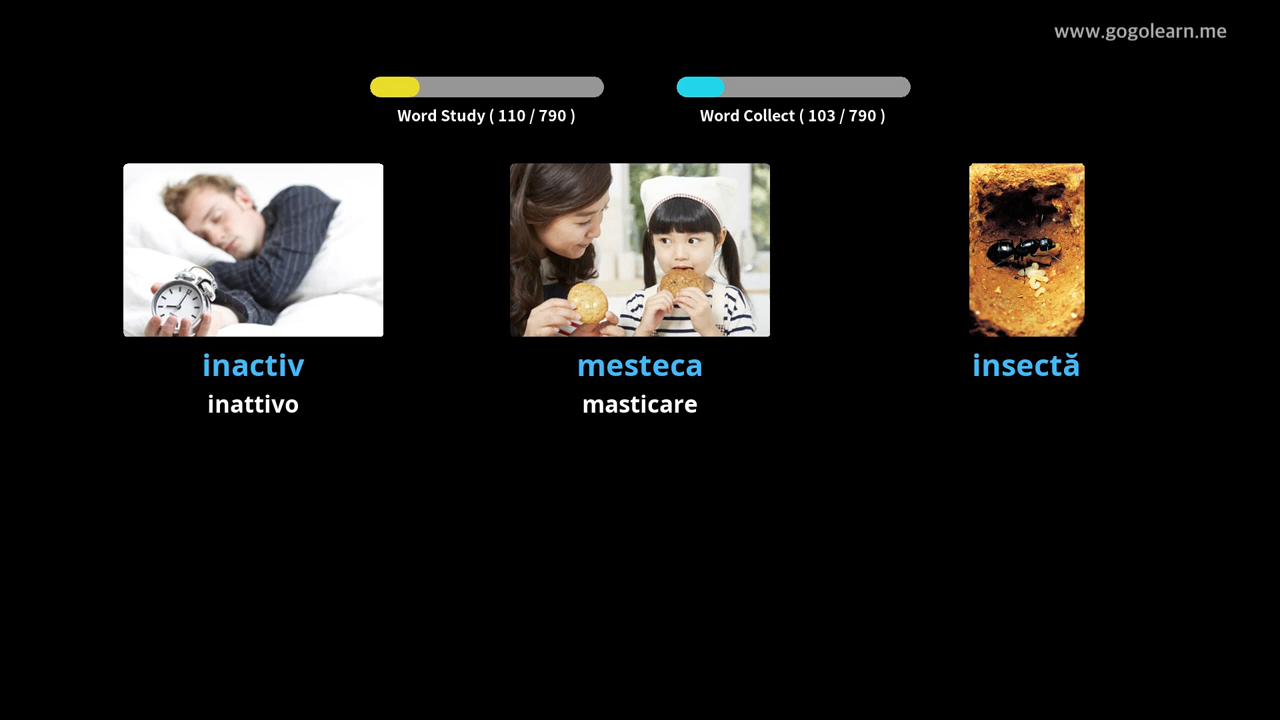 www.gogolearn.me
Word Study ( 110 / 790 )
Word Collect ( 103 / 790 )
inactiv
inattivo
mesteca
masticare
insectă